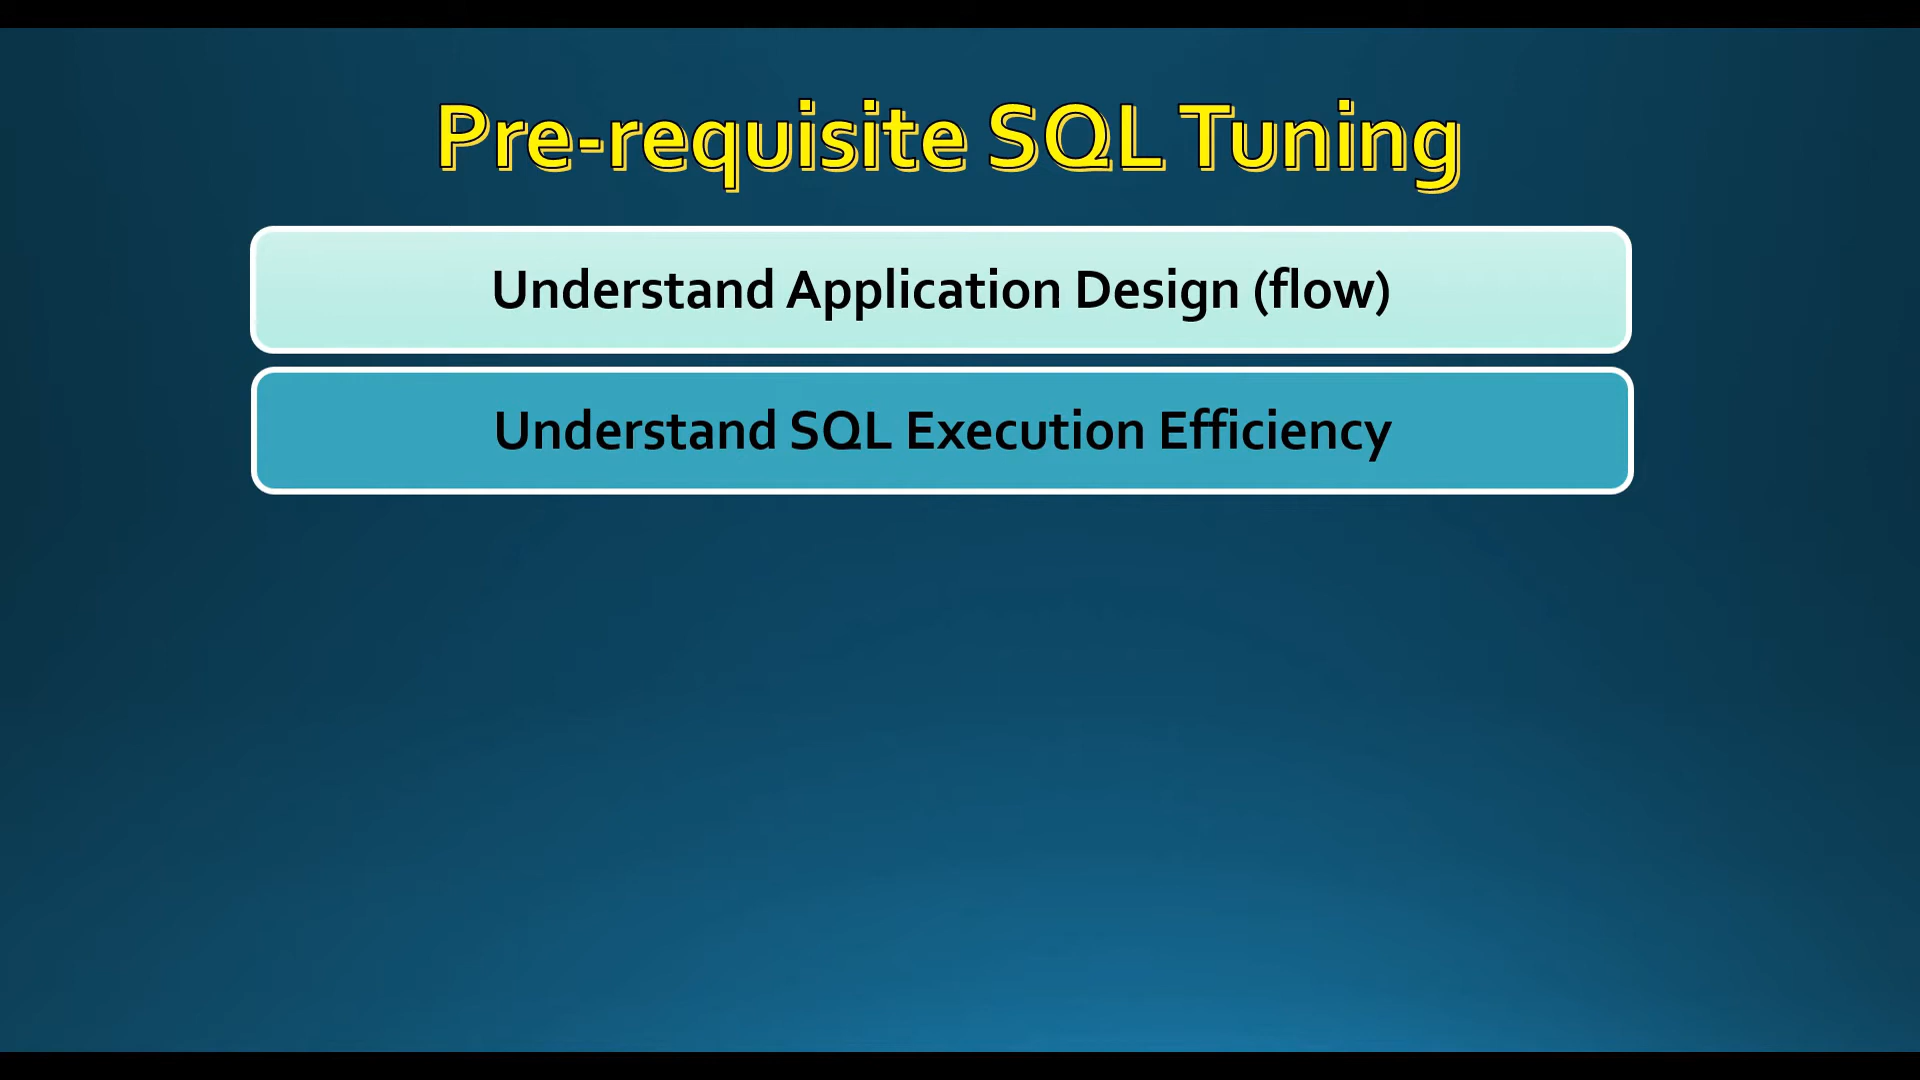 Pre-requisite SQL Tuning
Understand Application Design (flow)
Understand SQL Execution Efficiency